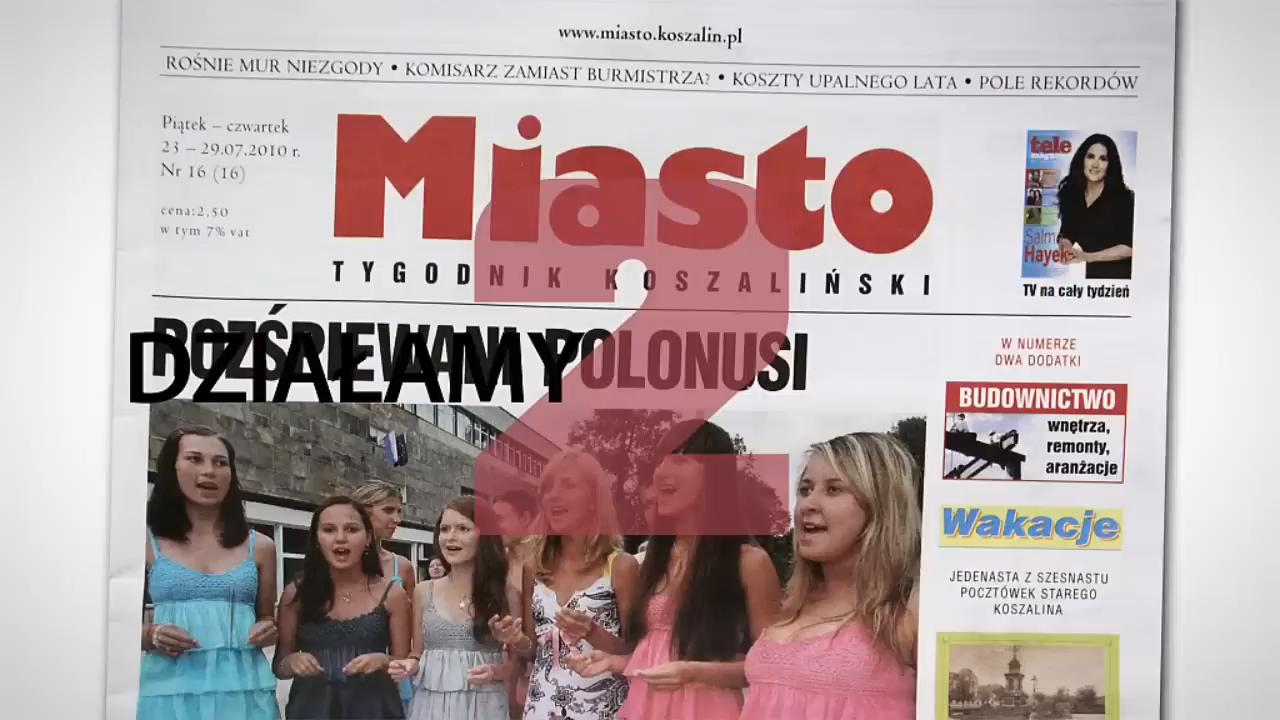 www.miasto.koszalin.pl
ROŚNIE MUR NIEZGODY • KOMISARZ ZAMIAST BURMISTRZA? • KOSZTY UPALNEGO LATA • POLE REKORDÓW
Piątek – czwartek
23 – 29.07.2010 r.
Nr 16 (16)
cena:2,50
w tym 7% vat
Miasto
TYGODNIK KOSZALIŃSKI
2
tele
Salma
Hayek
TV na cały tydzień
ROZŚPIEWANI POLONUSI
DZIAŁAMY
W NUMERZE
DWA DODATKI
BUDOWNICTWO
wnętrza,
remonty,
aranżacje
Wakacje
JEDENASTA Z SZESNASTU
POCZTÓWEK STAREGO
KOSZALINA